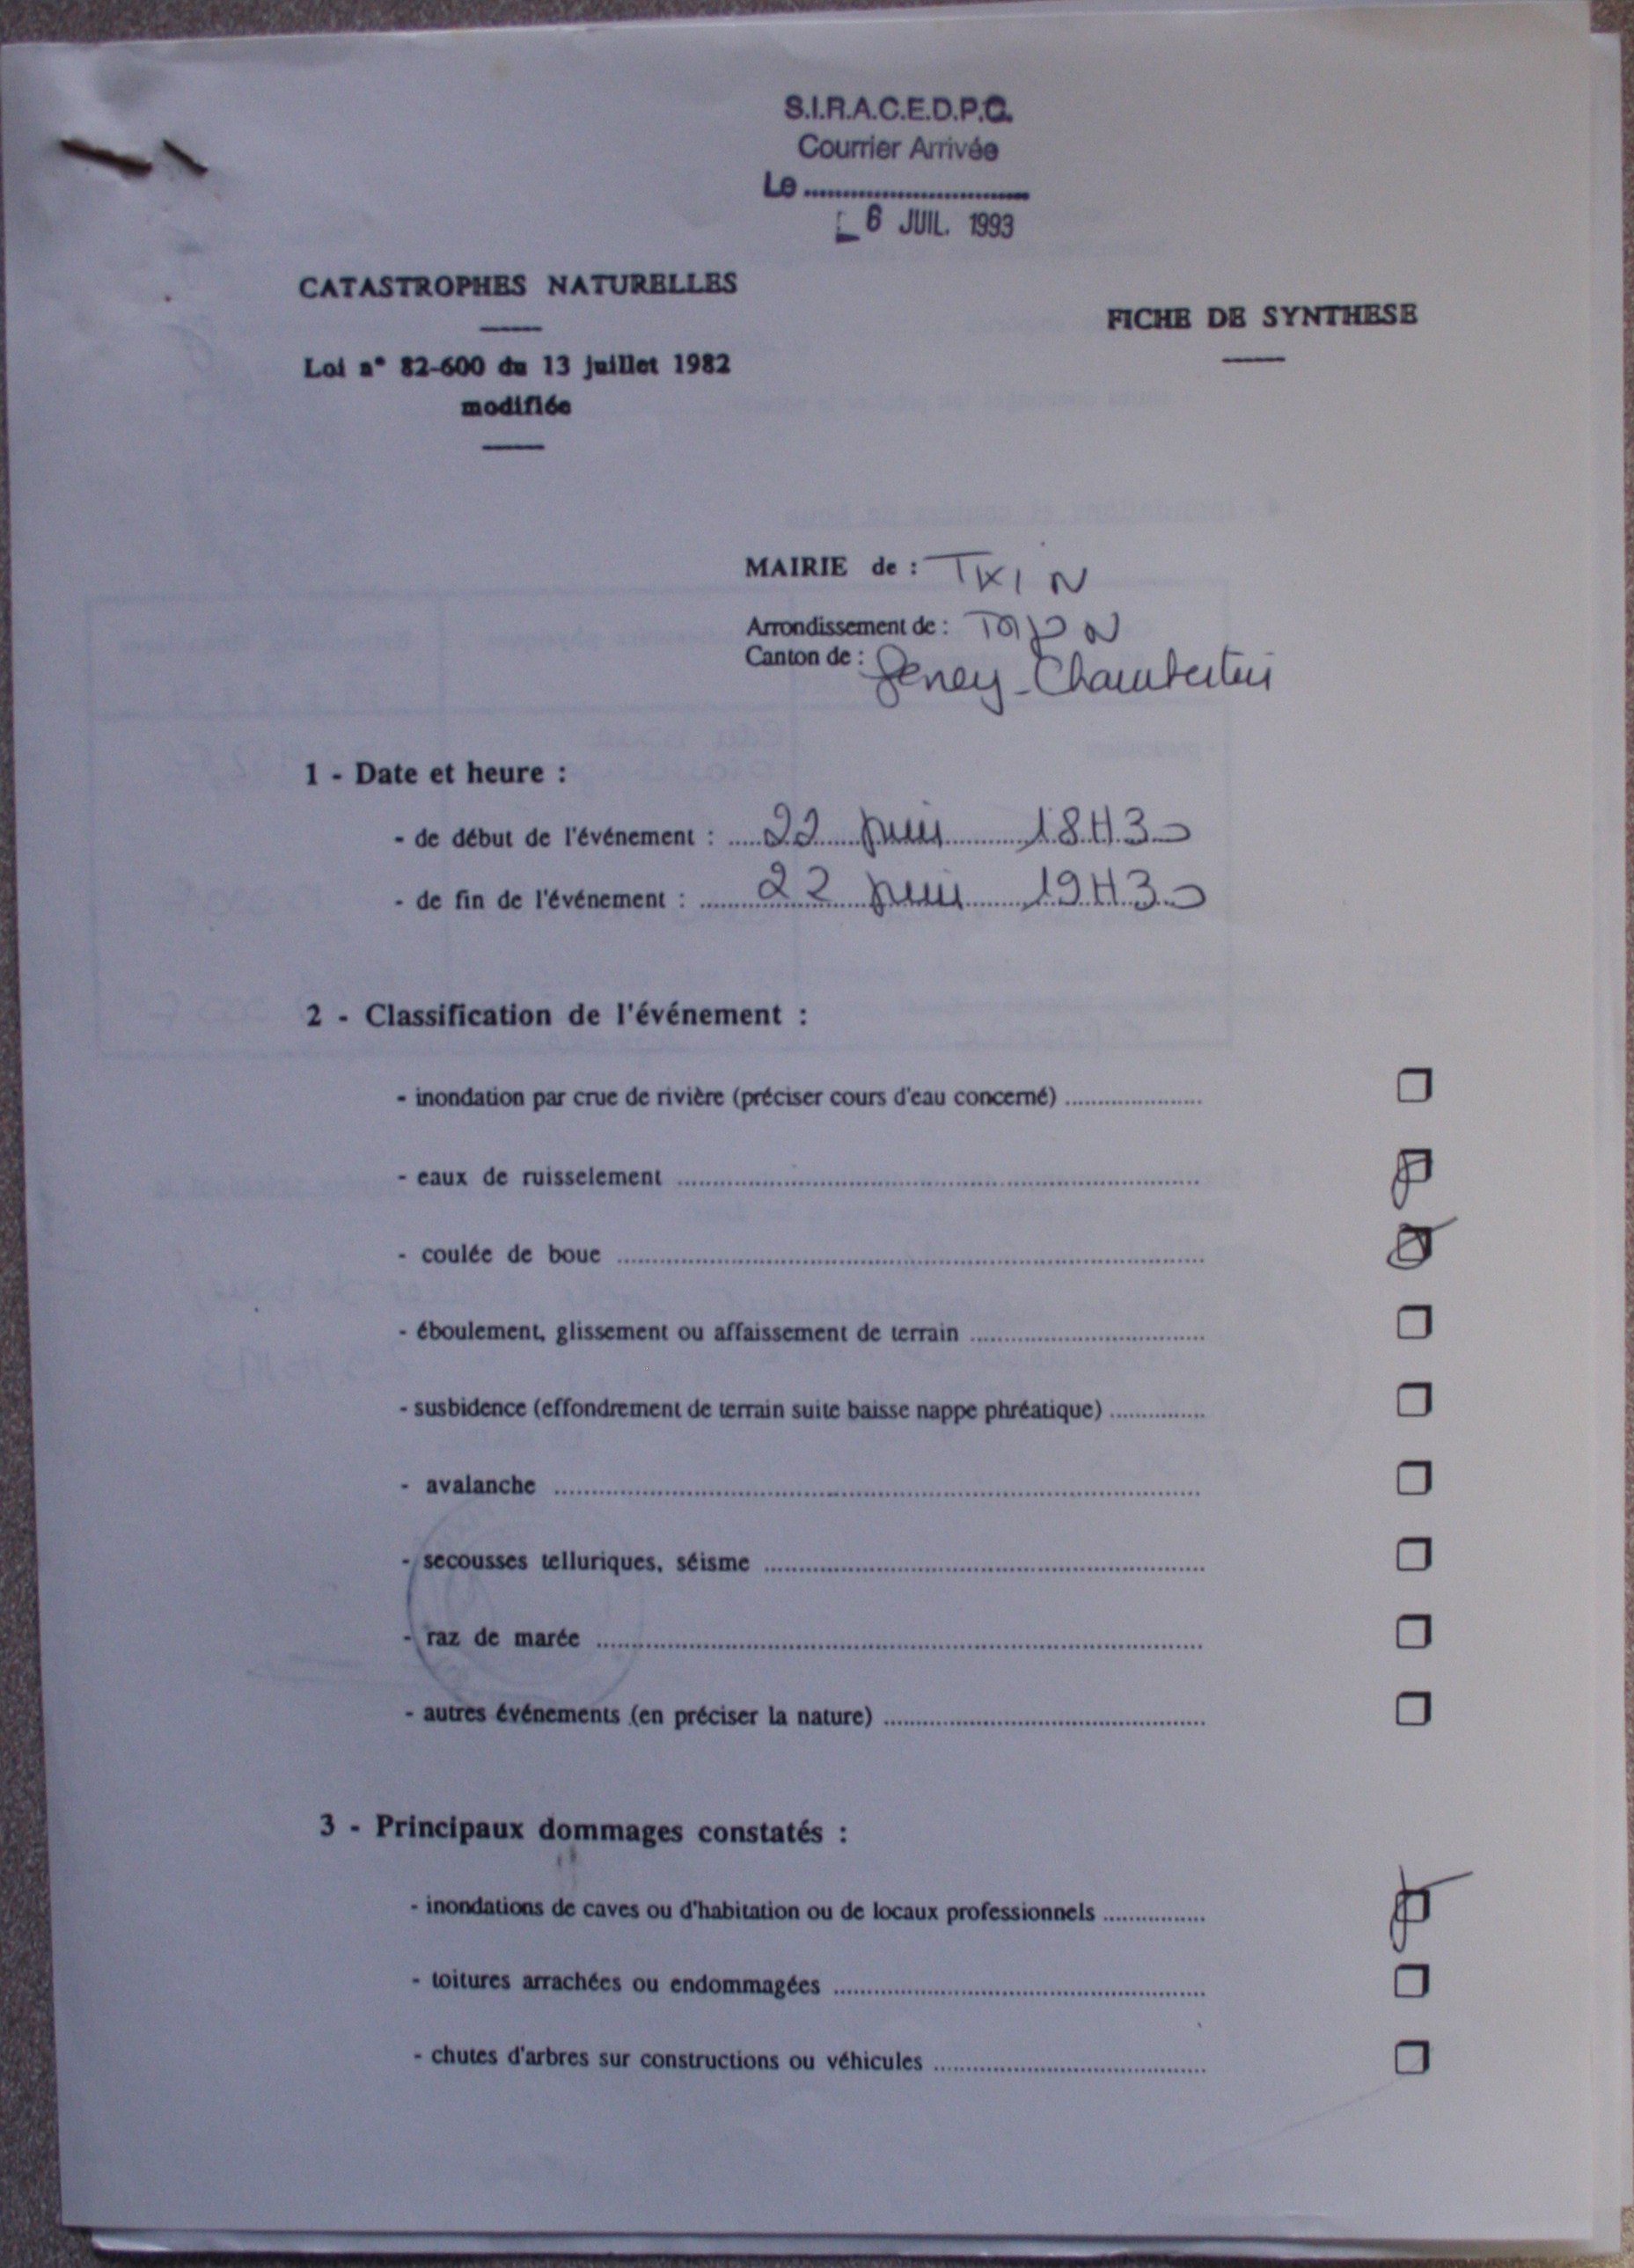 S.I.R.A.C.E.D.P.C.
Courrier Arrivée
Le ..............................
6 JUIL. 1993
CATASTROPHES NATURELLES
FICHE DE SYNTHESE
Loi n° 82-600 du 13 juillet 1982
modifiée
MAIRIE de :
Arrondissement de :
Canton de : Gevrey-Chambertin
1 - Date et heure :
- de début de l'événement : 22 juin 18H30
- de fin de l'événement : 22 juin 19H30
2 - Classification de l'événement :
- inondation par crue de rivière (préciser cours d'eau concerné) .....................
- eaux de ruisselement .....................
- coulée de boue .....................
- éboulement, glissement ou affaissement de terrain .....................
- susbidence (effondrement de terrain suite baisse nappe phréatique) ...............
- avalanche .....................
- secousses telluriques, séisme .....................
- raz de marée .....................
- autres événements (en préciser la nature) .....................
3 - Principaux dommages constatés :
- inondations de caves ou d'habitation ou de locaux professionnels ................
- toitures arrachées ou endommagées .....................
- chutes d'arbres sur constructions ou véhicules .....................